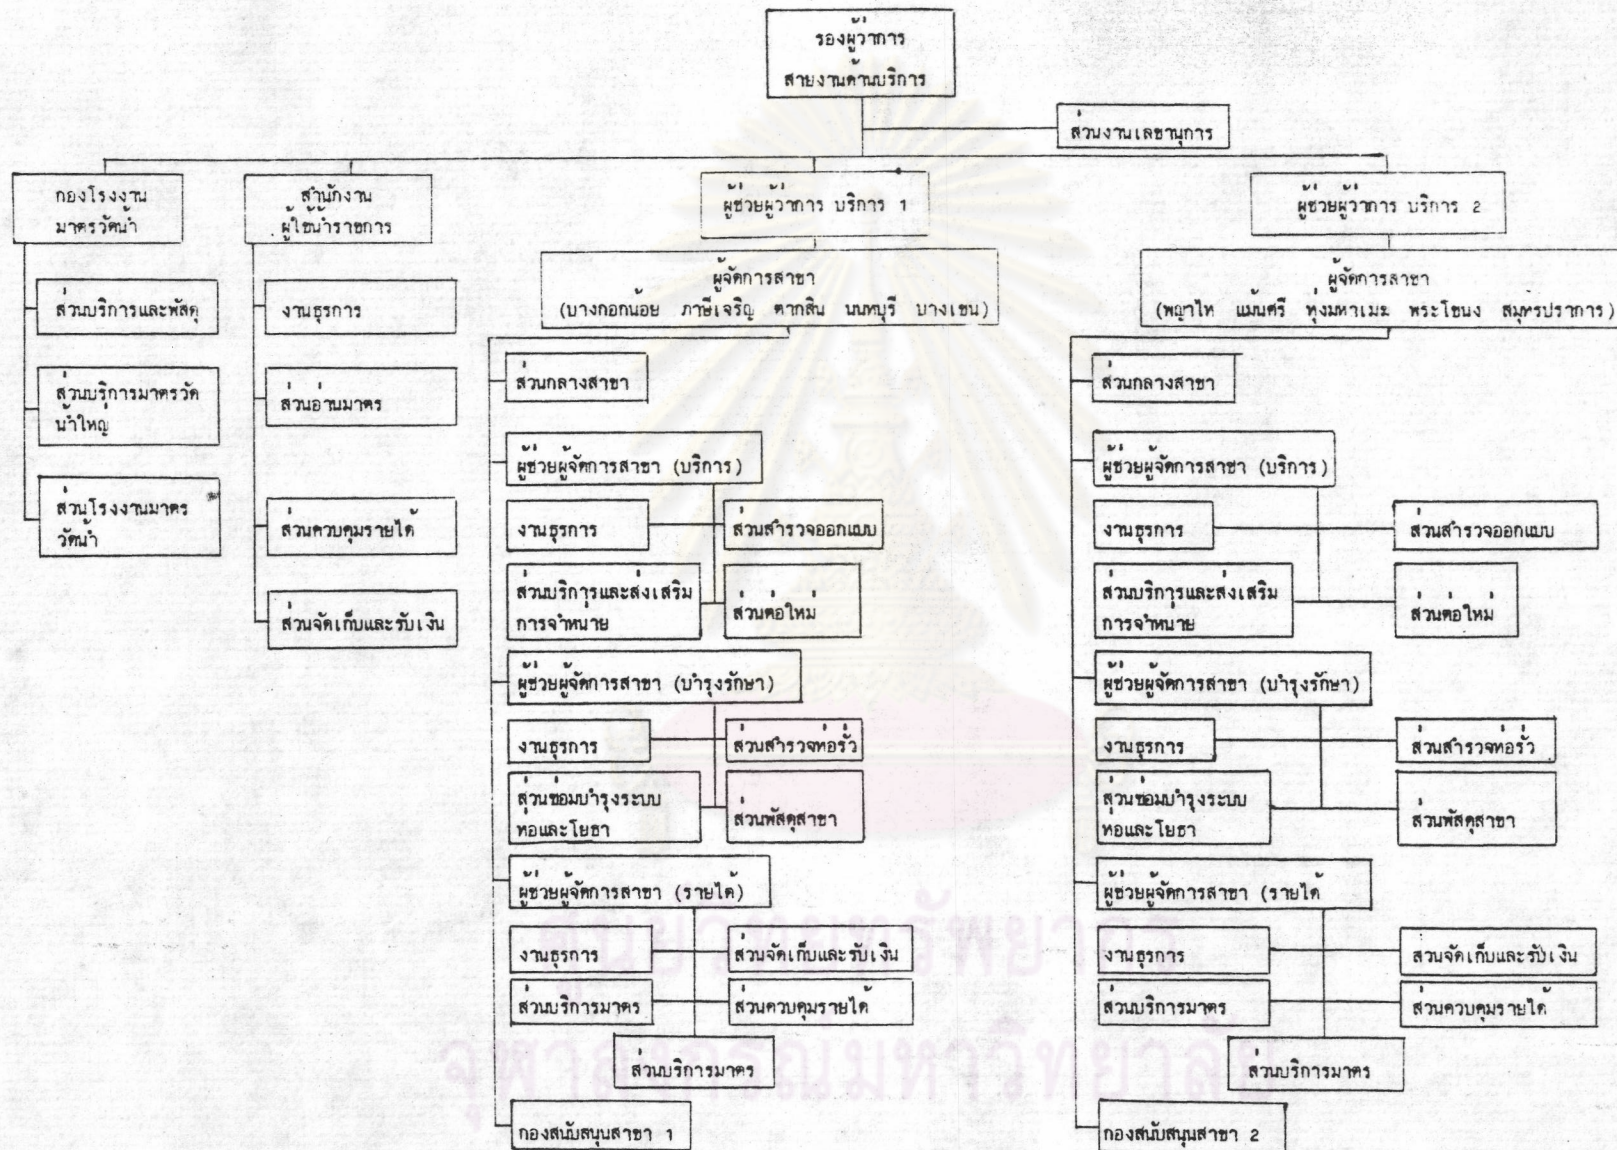 รองผู้ว่าการ
สายงานด้านบริการ
ส่วนงานเลขานุการ
กองโรงงาน
มาตรวัดน้ำ
ส่วนบริการและพัสดุ
ส่วนบริการมาตรวัด
น้ำใหญ่
ส่วนโรงงานมาตร
วัดน้ำ
สำนักงาน
ผู้ใช้น้ำราชการ
งานธุรการ
ส่วนอ่านมาตร
ส่วนควบคุมรายได้
ส่วนจัดเก็บและรับเงิน
ผู้ช่วยผู้ว่าการ บริการ 1
ผู้จัดการสาขา
(บางกอกน้อย ภาษีเจริญ ตากสิน นนทบุรี บางเขน)
ส่วนกลางสาขา
ผู้ช่วยผู้จัดการสาขา (บริการ)
งานธุรการ
ส่วนสำรวจออกแบบ
ส่วนบริการและส่งเสริม
การจำหน่าย
ส่วนต่อใหม่
ผู้ช่วยผู้จัดการสาขา (บำรุงรักษา)
งานธุรการ
ส่วนสำรวจท่อรั่ว
ส่วนซ่อมบำรุงระบบ
ท่อและโยธา
ส่วนพัสดุสาขา
ผู้ช่วยผู้จัดการสาขา (รายได้)
งานธุรการ
ส่วนจัดเก็บและรับเงิน
ส่วนบริการมาตร
ส่วนควบคุมรายได้
ส่วนบริการมาตร
กองสนับสนุนสาขา 1
ผู้ช่วยผู้ว่าการ บริการ 2
ผู้จัดการสาขา
(พญาไท แม้นศรี ทุ่งมหาเมฆ พระโขนง สมุทรปราการ)
ส่วนกลางสาขา
ผู้ช่วยผู้จัดการสาขา (บริการ)
งานธุรการ
ส่วนสำรวจออกแบบ
ส่วนบริการและส่งเสริม
การจำหน่าย
ส่วนต่อใหม่
ผู้ช่วยผู้จัดการสาขา (บำรุงรักษา)
งานธุรการ
ส่วนสำรวจท่อรั่ว
ส่วนซ่อมบำรุงระบบ
ท่อและโยธา
ส่วนพัสดุสาขา
ผู้ช่วยผู้จัดการสาขา (รายได้
งานธุรการ
ส่วนจัดเก็บและรับเงิน
ส่วนบริการมาตร
ส่วนควบคุมรายได้
ส่วนบริการมาตร
กองสนับสนุนสาขา 2
ศูนย์วิทยทรัพยากร
จุฬาลงกรณ์มหาวิทยาลัย